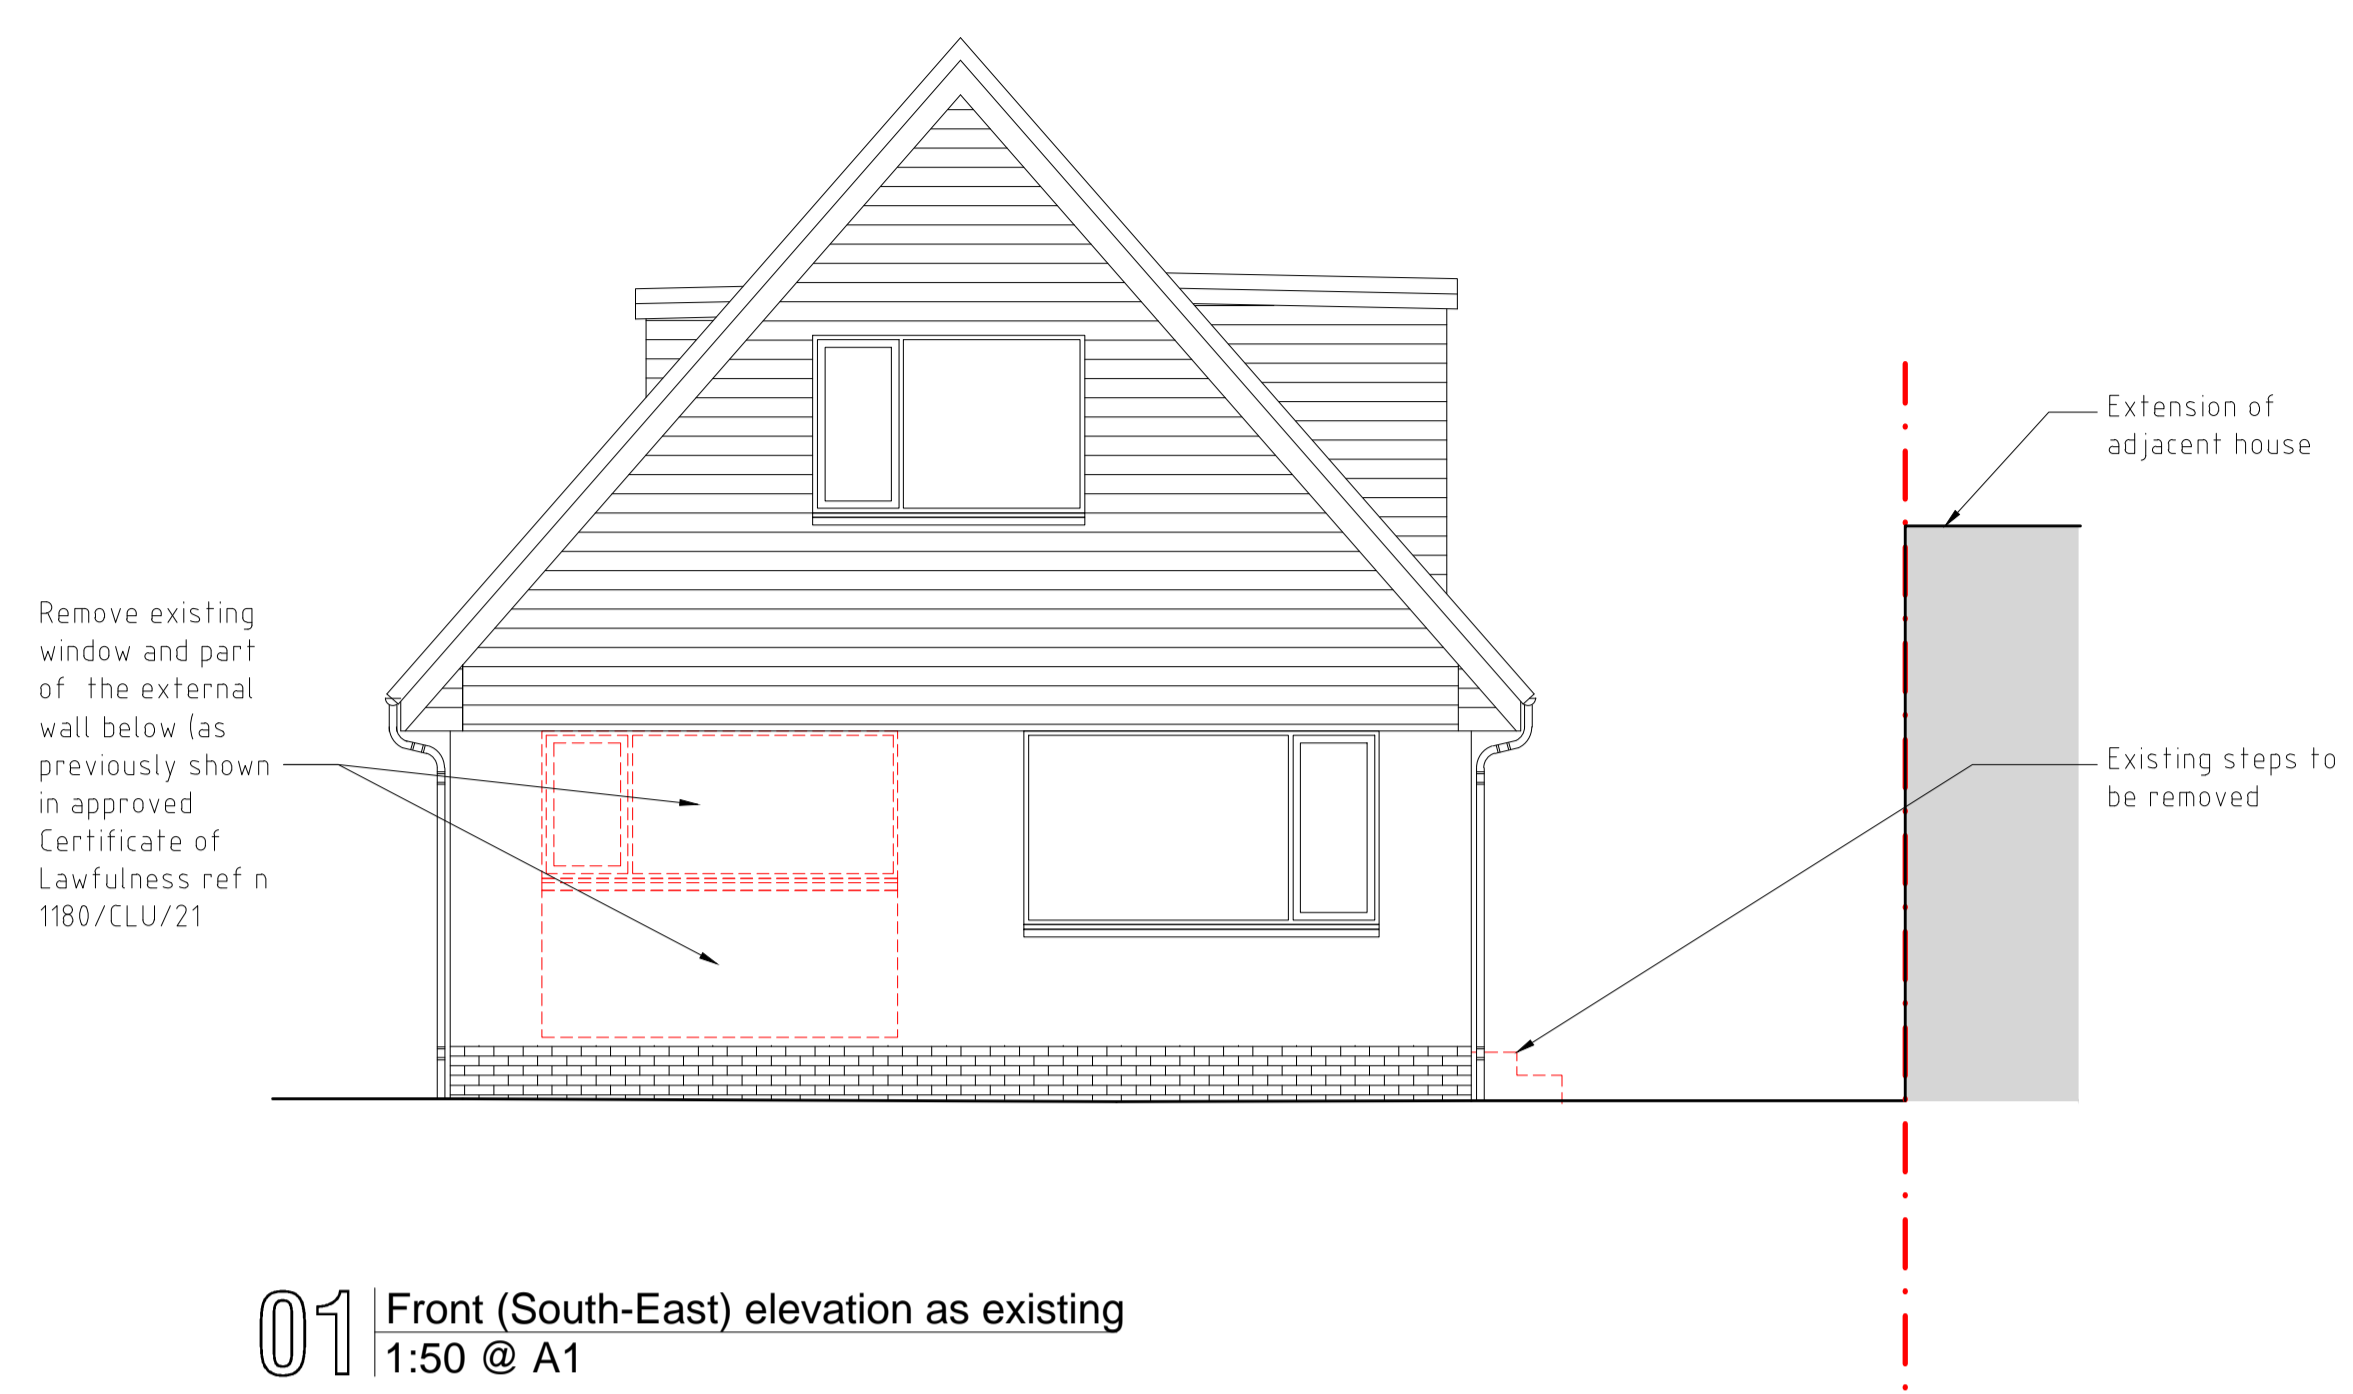 Extension of
adjacent house
Remove existing
window and part
of the external
wall below (as
previously shown
in approved
Certificate of
Lawfulness ref n
1180/CLU/21
Existing steps to
be removed
01
Front (South-East) elevation as existing
1:50 @ A1